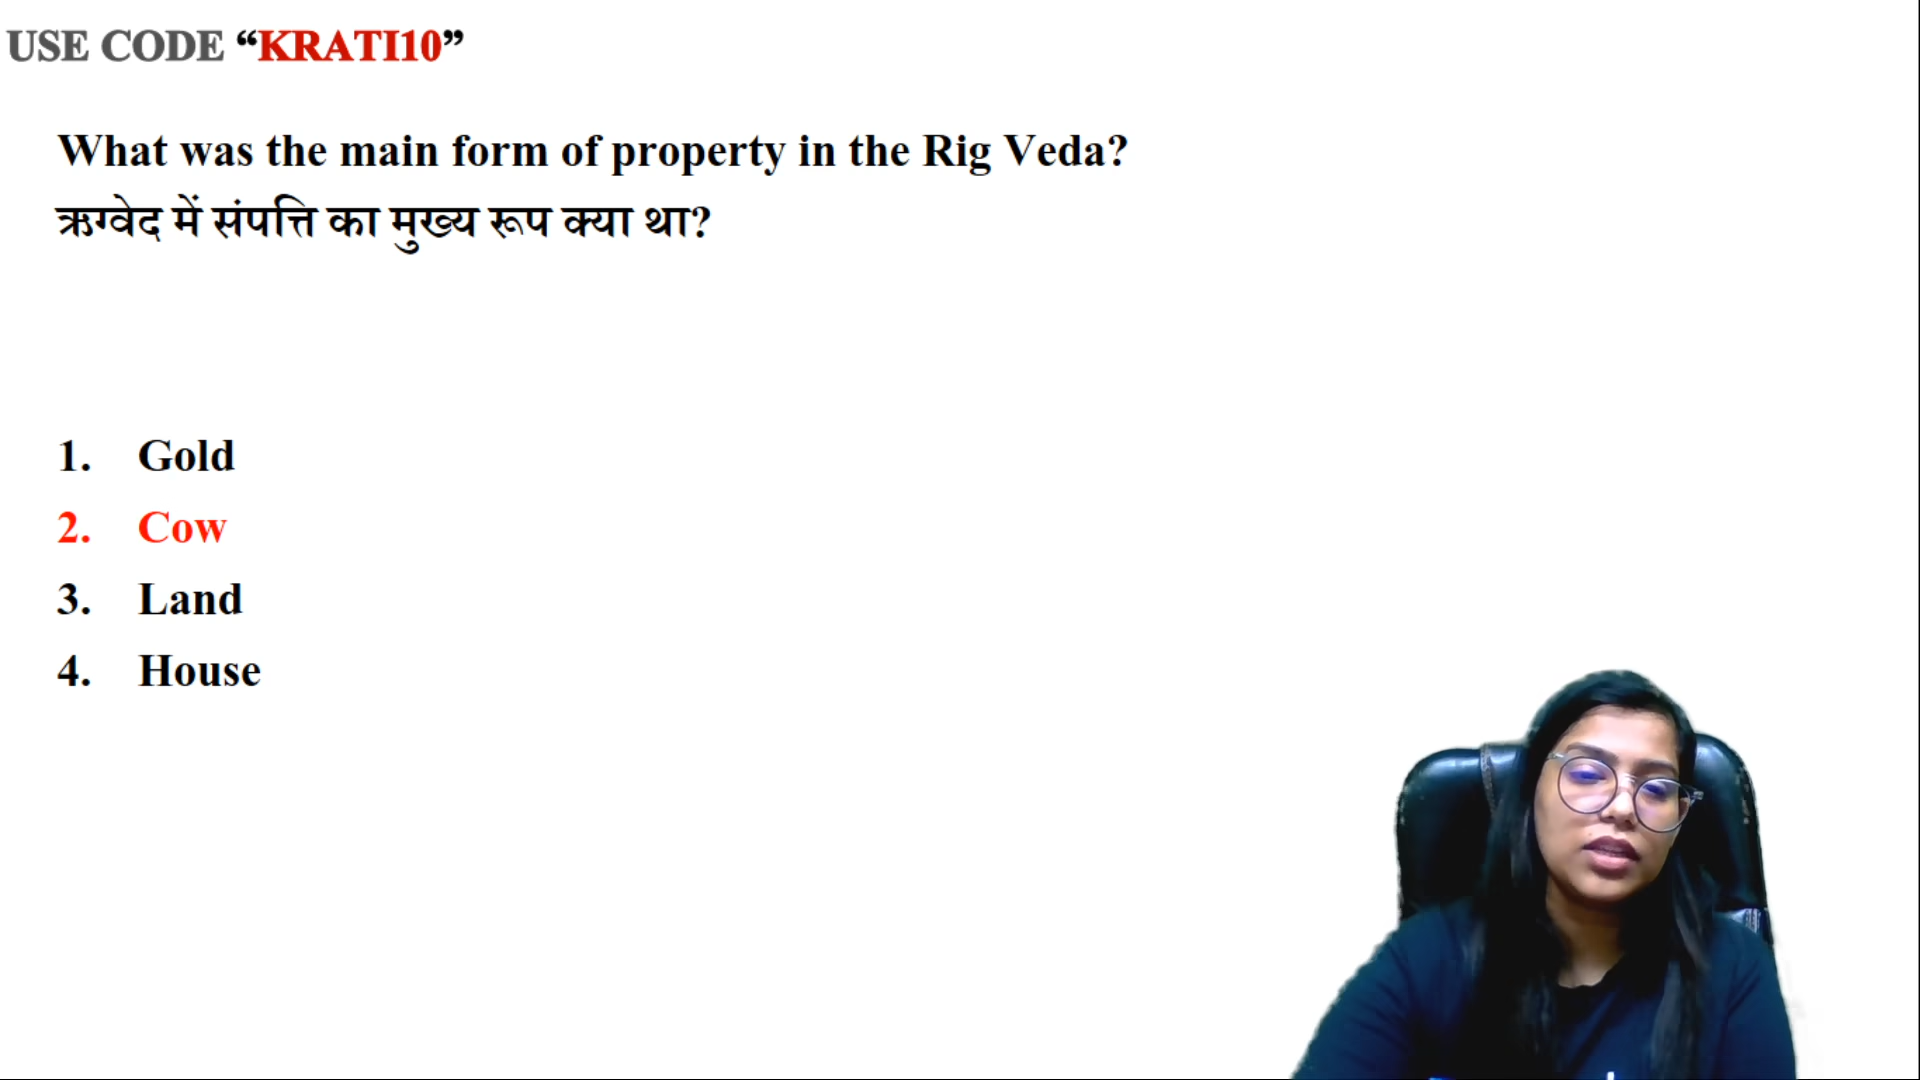 USE CODE “KRATI10”
What was the main form of property in the Rig Veda?
ऋग्वेद में संपत्ति का मुख्य रूप क्या था?
1. Gold
2. Cow
3. Land
4. House